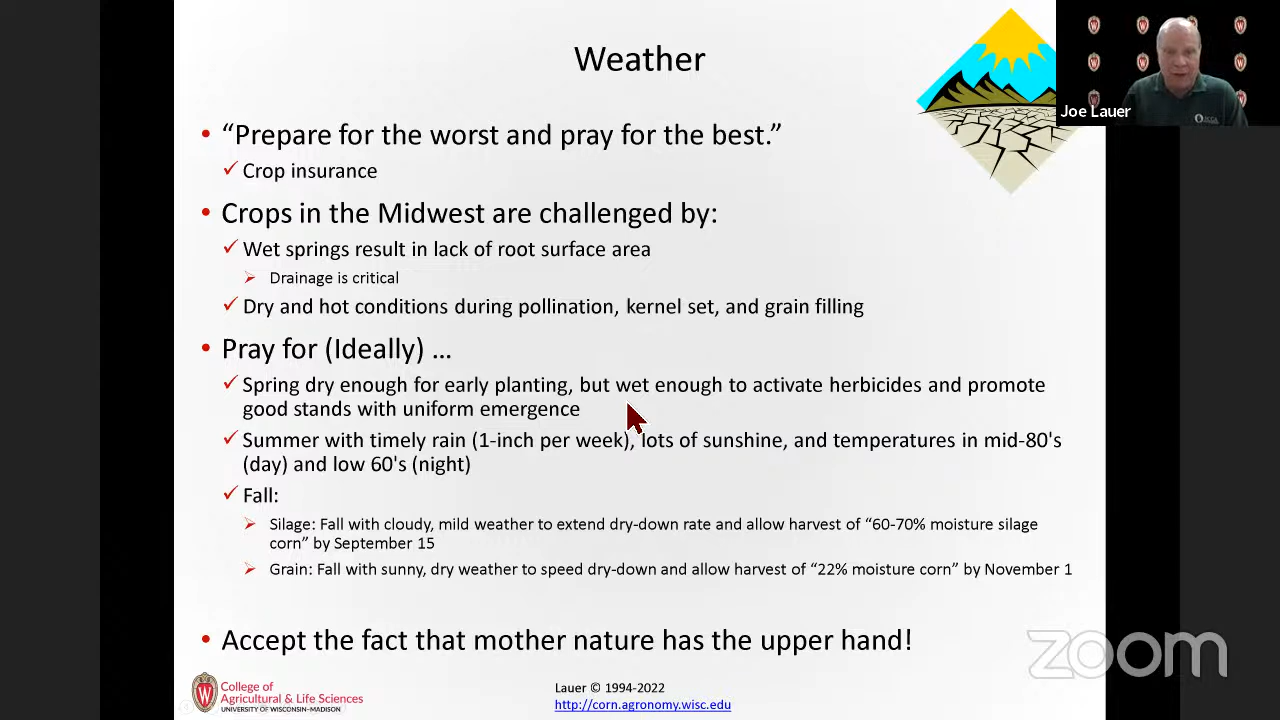 Weather
Joe Lauer
“Prepare for the worst and pray for the best.”
Crop insurance
Crops in the Midwest are challenged by:
Wet springs result in lack of root surface area
Drainage is critical
Dry and hot conditions during pollination, kernel set, and grain filling
Pray for (Ideally) …
Spring dry enough for early planting, but wet enough to activate herbicides and promote
good stands with uniform emergence
Summer with timely rain (1-inch per week), lots of sunshine, and temperatures in mid-80's
(day) and low 60's (night)
Fall:
Silage: Fall with cloudy, mild weather to extend dry-down rate and allow harvest of “60-70% moisture silage
corn” by September 15
Grain: Fall with sunny, dry weather to speed dry-down and allow harvest of “22% moisture corn” by November 1
Accept the fact that mother nature has the upper hand!
zoom
College of
Agricultural & Life Sciences
UNIVERSITY OF WISCONSIN-MADISON
Lauer © 1994-2022
http://corn.agronomy.wisc.edu